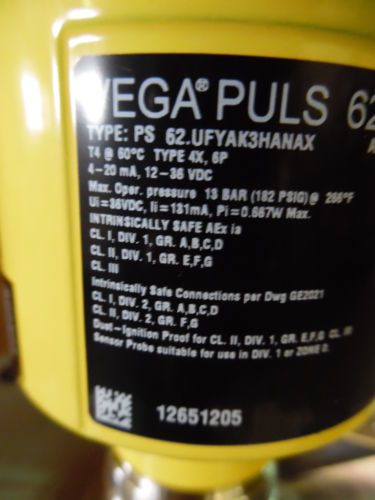 VEGA® PULS 62
TYPE: PS 62.UFYAK3HANAX
T4 @ 60°C TYPE 4X, 6P
4-20 mA, 12-36 VDC
Max. Oper. pressure 13 BAR (182 PSIG)@ 266°F
Ui=36VDC, Ii=131mA, Pi=0.667W Max.
INTRINSICALLY SAFE AEx ia
CL. I, DIV. 1, GR. A,B,C,D
CL. II, DIV. 1, GR. E,F,G
CL. III
Intrinsically Safe Connections per Dwg GE2021
CL. I, DIV. 2, GR. A,B,C,D
CL. II, DIV. 2, GR. F,G
Dust-Ignition Proof for CL. II, DIV. 1, GR. E,F,G CL. III
Sensor Probe suitable for use in DIV. 1 or ZONE 0.
12651205